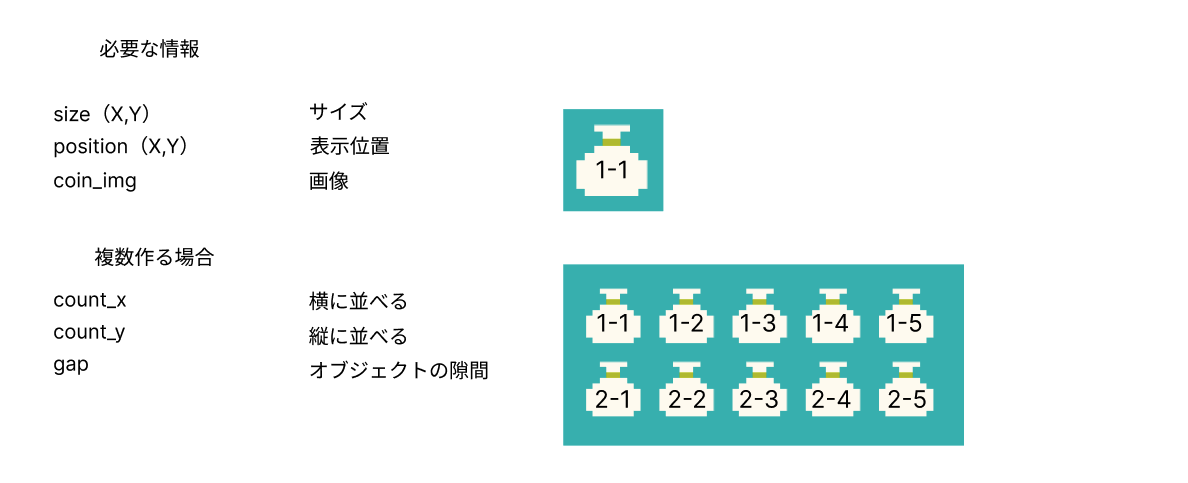 必要な情報
size（X,Y） サイズ
position（X,Y） 表示位置
coin_img 画像
1-1
複数作る場合
count_x 横に並べる
count_y 縦に並べる
gap オブジェクトの隙間
1-1 1-2 1-3 1-4 1-5
2-1 2-2 2-3 2-4 2-5